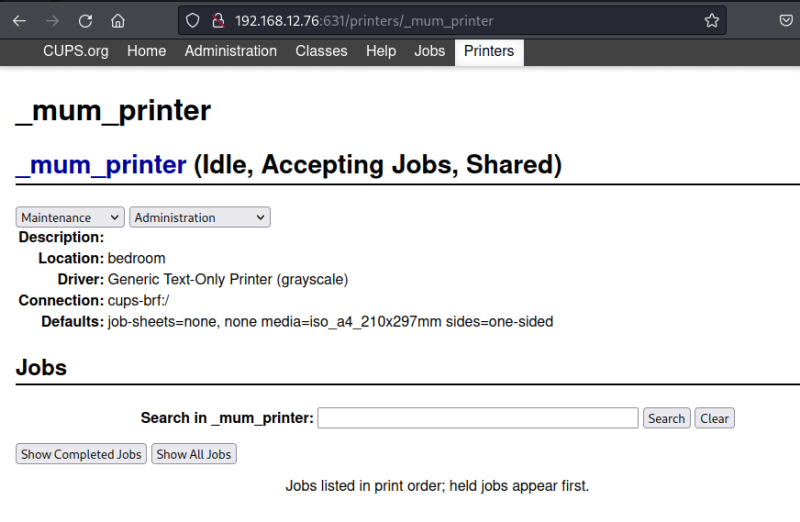 192.168.12.76:631/printers/_mum_printer
CUPS.org Home Administration Classes Help Jobs Printers
_mum_printer
_mum_printer (Idle, Accepting Jobs, Shared)
Maintenance Administration
Description:
Location: bedroom
Driver: Generic Text-Only Printer (grayscale)
Connection: cups-brf:/
Defaults: job-sheets=none, none media=iso_a4_210x297mm sides=one-sided
Jobs
Search in _mum_printer: Search Clear
Show Completed Jobs Show All Jobs
Jobs listed in print order; held jobs appear first.